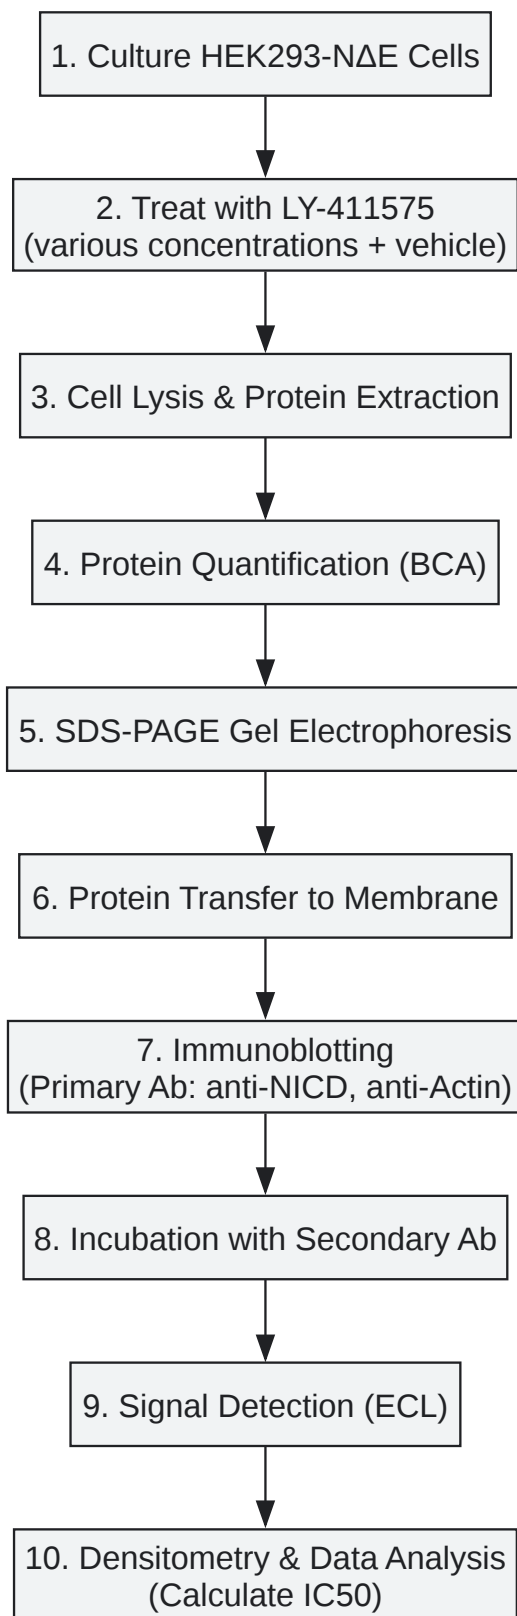 1. Culture HEK293-NΔE Cells
2. Treat with LY-411575
(various concentrations + vehicle)
3. Cell Lysis & Protein Extraction
4. Protein Quantification (BCA)
5. SDS-PAGE Gel Electrophoresis
6. Protein Transfer to Membrane
7. Immunoblotting
(Primary Ab: anti-NICD, anti-Actin)
8. Incubation with Secondary Ab
9. Signal Detection (ECL)
10. Densitometry & Data Analysis
(Calculate IC50)